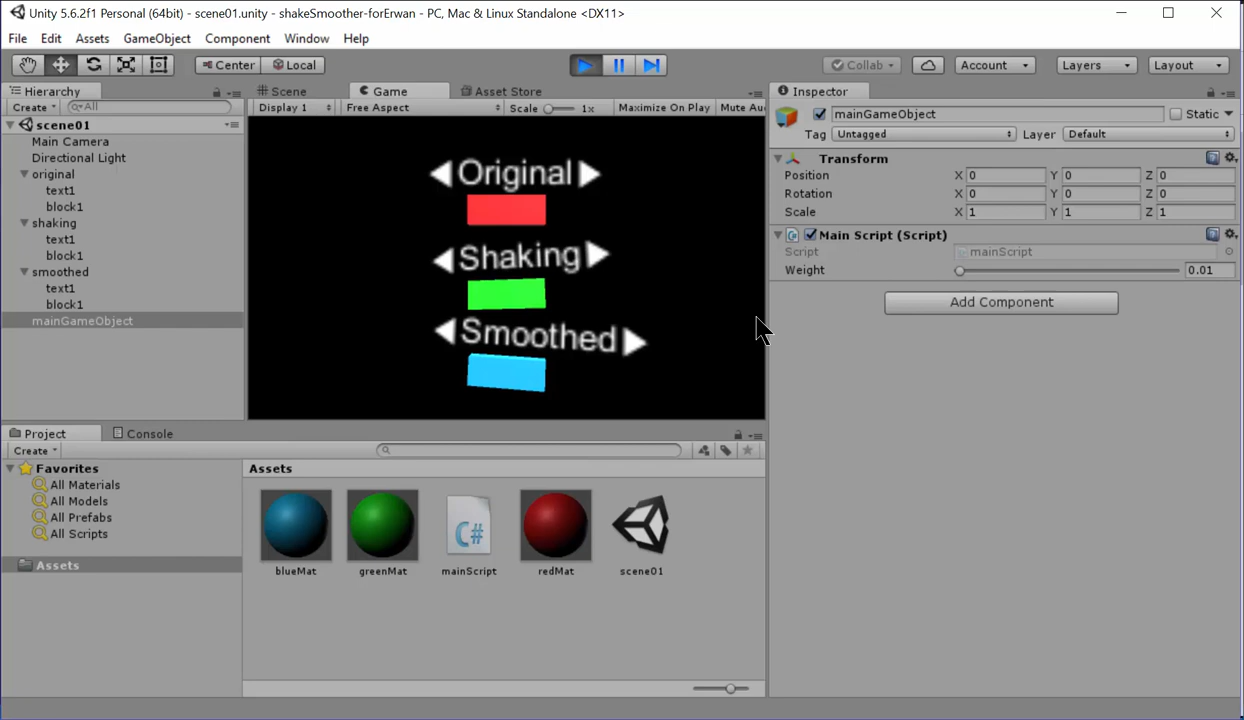 Unity 5.6.2f1 Personal (64bit) - scene01.unity - shakeSmoother-forErwan - PC, Mac & Linux Standalone <DX11>
File Edit Assets GameObject Component Window Help
Center Local Collab Account Layers Layout
Hierarchy
Create All
scene01
Main Camera
Directional Light
original
text1
block1
shaking
text1
block1
smoothed
text1
block1
mainGameObject
Scene Game Asset Store
Display 1 Free Aspect Scale 1x Maximize On Play Mute Au
Original
Shaking
Smoothed
Inspector
mainGameObject Static
Tag Untagged Layer Default
Transform
Position X 0 Y 0 Z 0
Rotation X 0 Y 0 Z 0
Scale X 1 Y 1 Z 1
Main Script (Script)
Script mainScript
Weight 0.01
Add Component
Project Console
Create
Favorites
All Materials
All Models
All Prefabs
All Scripts
Assets
Assets
C#
blueMat greenMat mainScript redMat scene01